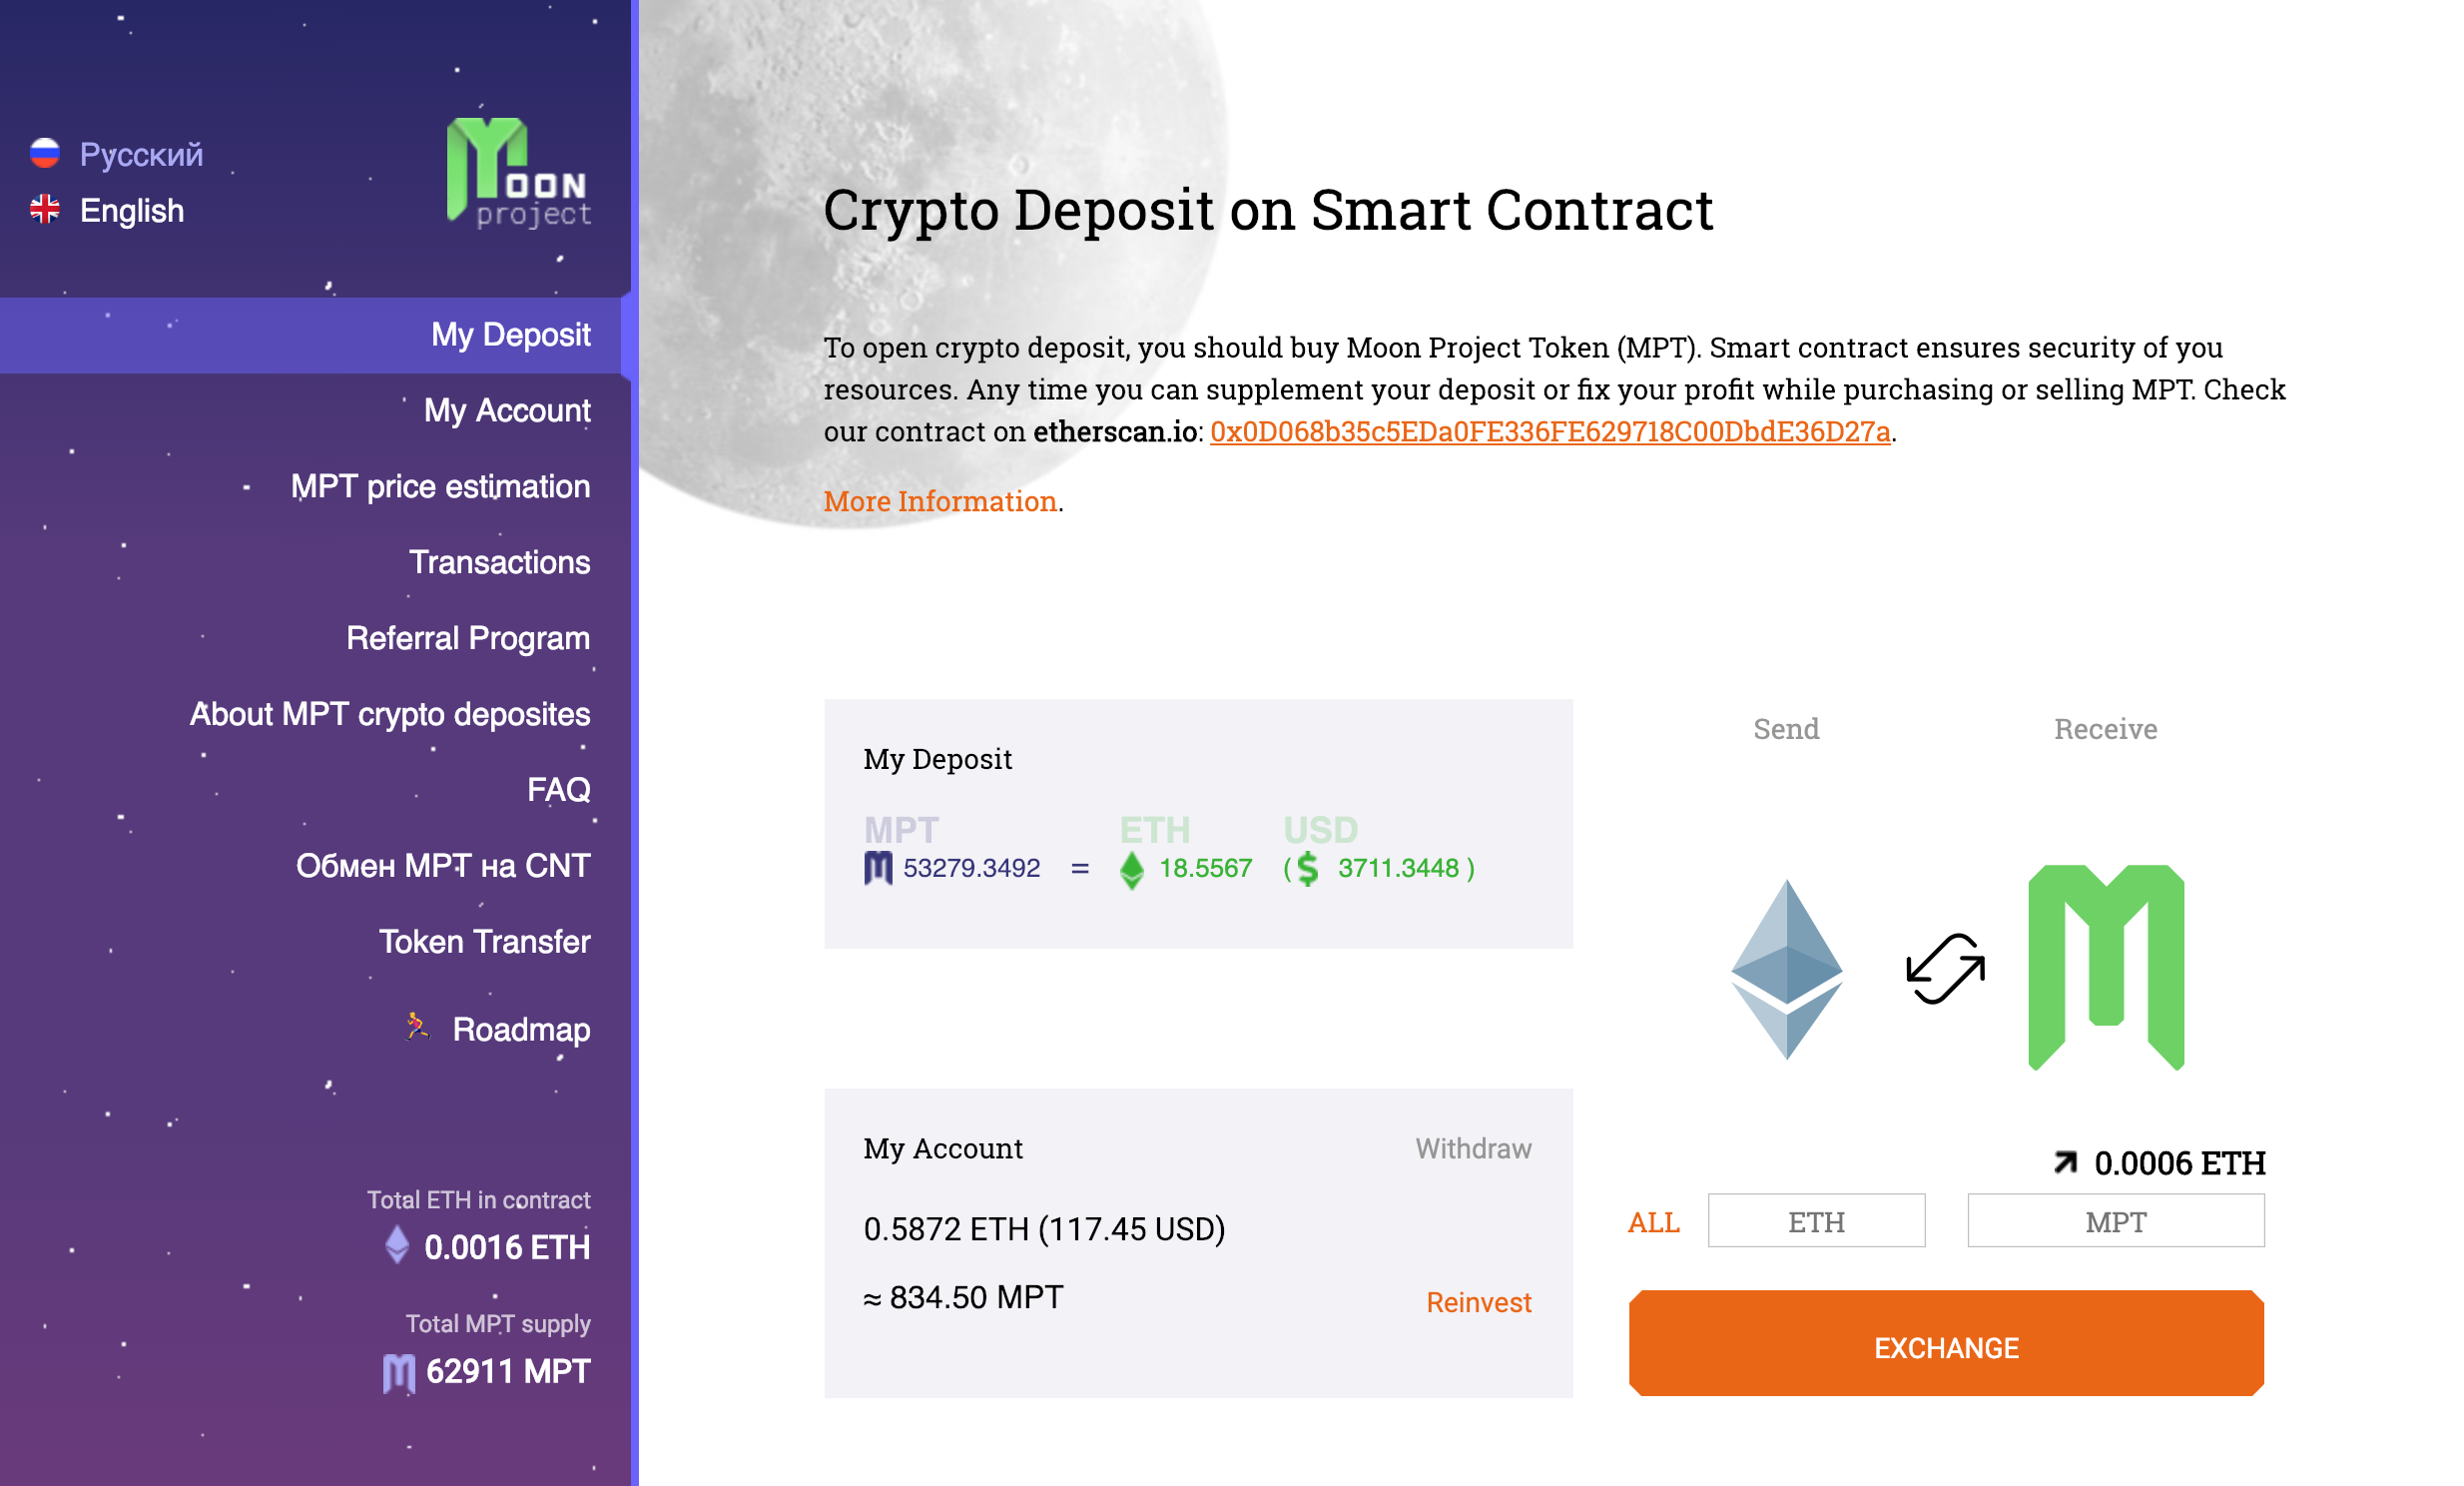 Русский
English
MOON
project
My Deposit
My Account
MPT price estimation
Transactions
Referral Program
About MPT crypto deposites
FAQ
Обмен MPT на CNT
Token Transfer
Roadmap
Total ETH in contract
0.0016 ETH
Total MPT supply
62911 MPT
Crypto Deposit on Smart Contract
To open crypto deposit, you should buy Moon Project Token (MPT). Smart contract ensures security of you
resources. Any time you can supplement your deposit or fix your profit while purchasing or selling MPT. Check
our contract on etherscan.io: 0x0D068b35c5EDa0FE336FE629718C00DbdE36D27a.
More Information.
My Deposit
MPT ETH USD
53279.3492 = 18.5567 ( $ 3711.3448 )
My Account Withdraw
0.5872 ETH (117.45 USD)
≈ 834.50 MPT Reinvest
Send Receive
0.0006 ETH
ALL ETH MPT
EXCHANGE